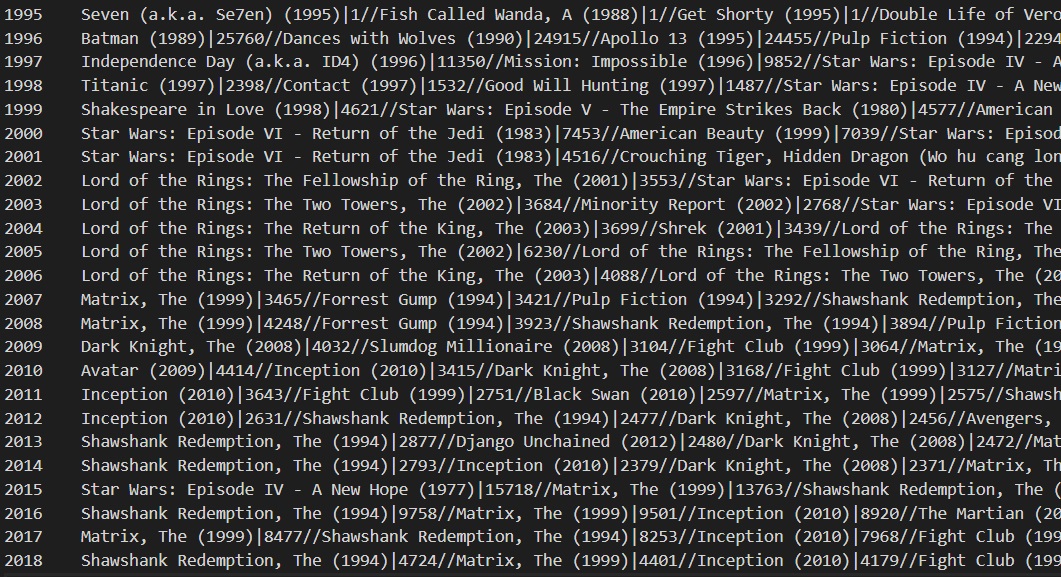 1995 Seven (a.k.a. Se7en) (1995)|1//Fish Called Wanda, A (1988)|1//Get Shorty (1995)|1//Double Life of Vero
1996 Batman (1989)|25760//Dances with Wolves (1990)|24915//Apollo 13 (1995)|24455//Pulp Fiction (1994)|2294
1997 Independence Day (a.k.a. ID4) (1996)|11350//Mission: Impossible (1996)|9852//Star Wars: Episode IV - A
1998 Titanic (1997)|2398//Contact (1997)|1532//Good Will Hunting (1997)|1487//Star Wars: Episode IV - A New
1999 Shakespeare in Love (1998)|4621//Star Wars: Episode V - The Empire Strikes Back (1980)|4577//American
2000 Star Wars: Episode VI - Return of the Jedi (1983)|7453//American Beauty (1999)|7039//Star Wars: Episod
2001 Star Wars: Episode VI - Return of the Jedi (1983)|4516//Crouching Tiger, Hidden Dragon (Wo hu cang lon
2002 Lord of the Rings: The Fellowship of the Ring, The (2001)|3553//Star Wars: Episode VI - Return of the
2003 Lord of the Rings: The Two Towers, The (2002)|3684//Minority Report (2002)|2768//Star Wars: Episode VI
2004 Lord of the Rings: The Return of the King, The (2003)|3699//Shrek (2001)|3439//Lord of the Rings: The
2005 Lord of the Rings: The Two Towers, The (2002)|6230//Lord of the Rings: The Fellowship of the Ring, The
2006 Lord of the Rings: The Return of the King, The (2003)|4088//Lord of the Rings: The Two Towers, The (20
2007 Matrix, The (1999)|3465//Forrest Gump (1994)|3421//Pulp Fiction (1994)|3292//Shawshank Redemption, The
2008 Matrix, The (1999)|4248//Forrest Gump (1994)|3923//Shawshank Redemption, The (1994)|3894//Pulp Fiction
2009 Dark Knight, The (2008)|4032//Slumdog Millionaire (2008)|3104//Fight Club (1999)|3064//Matrix, The (19
2010 Avatar (2009)|4414//Inception (2010)|3415//Dark Knight, The (2008)|3168//Fight Club (1999)|3127//Matri
2011 Inception (2010)|3643//Fight Club (1999)|2751//Black Swan (2010)|2597//Matrix, The (1999)|2575//Shawsh
2012 Inception (2010)|2631//Shawshank Redemption, The (1994)|2477//Dark Knight, The (2008)|2456//Avengers,
2013 Shawshank Redemption, The (1994)|2877//Django Unchained (2012)|2480//Dark Knight, The (2008)|2472//Mat
2014 Shawshank Redemption, The (1994)|2793//Inception (2010)|2379//Dark Knight, The (2008)|2371//Matrix, Th
2015 Star Wars: Episode IV - A New Hope (1977)|15718//Matrix, The (1999)|13763//Shawshank Redemption, The (
2016 Shawshank Redemption, The (1994)|9758//Matrix, The (1999)|9501//Inception (2010)|8920//The Martian (20
2017 Matrix, The (1999)|8477//Shawshank Redemption, The (1994)|8253//Inception (2010)|7968//Fight Club (199
2018 Shawshank Redemption, The (1994)|4724//Matrix, The (1999)|4401//Inception (2010)|4179//Fight Club (199